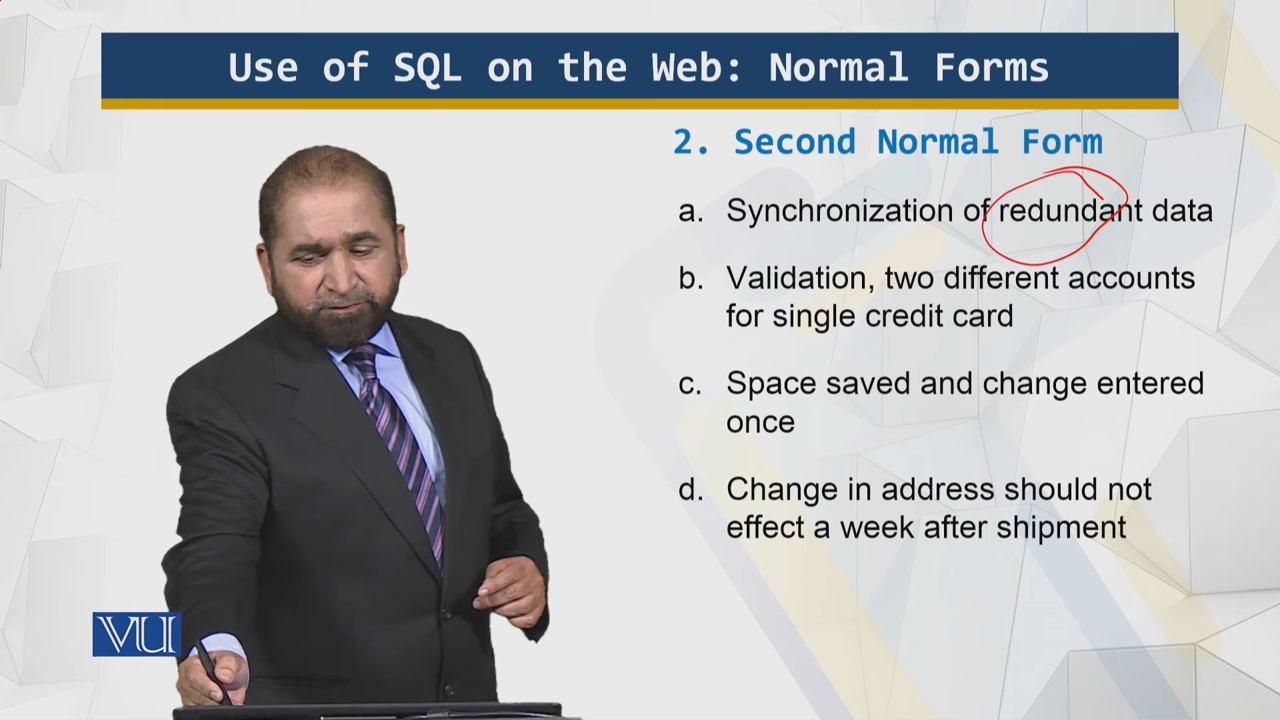 Use of SQL on the Web: Normal Forms
2. Second Normal Form
a. Synchronization of redundant data
b. Validation, two different accounts
for single credit card
c. Space saved and change entered
once
d. Change in address should not
effect a week after shipment
VU